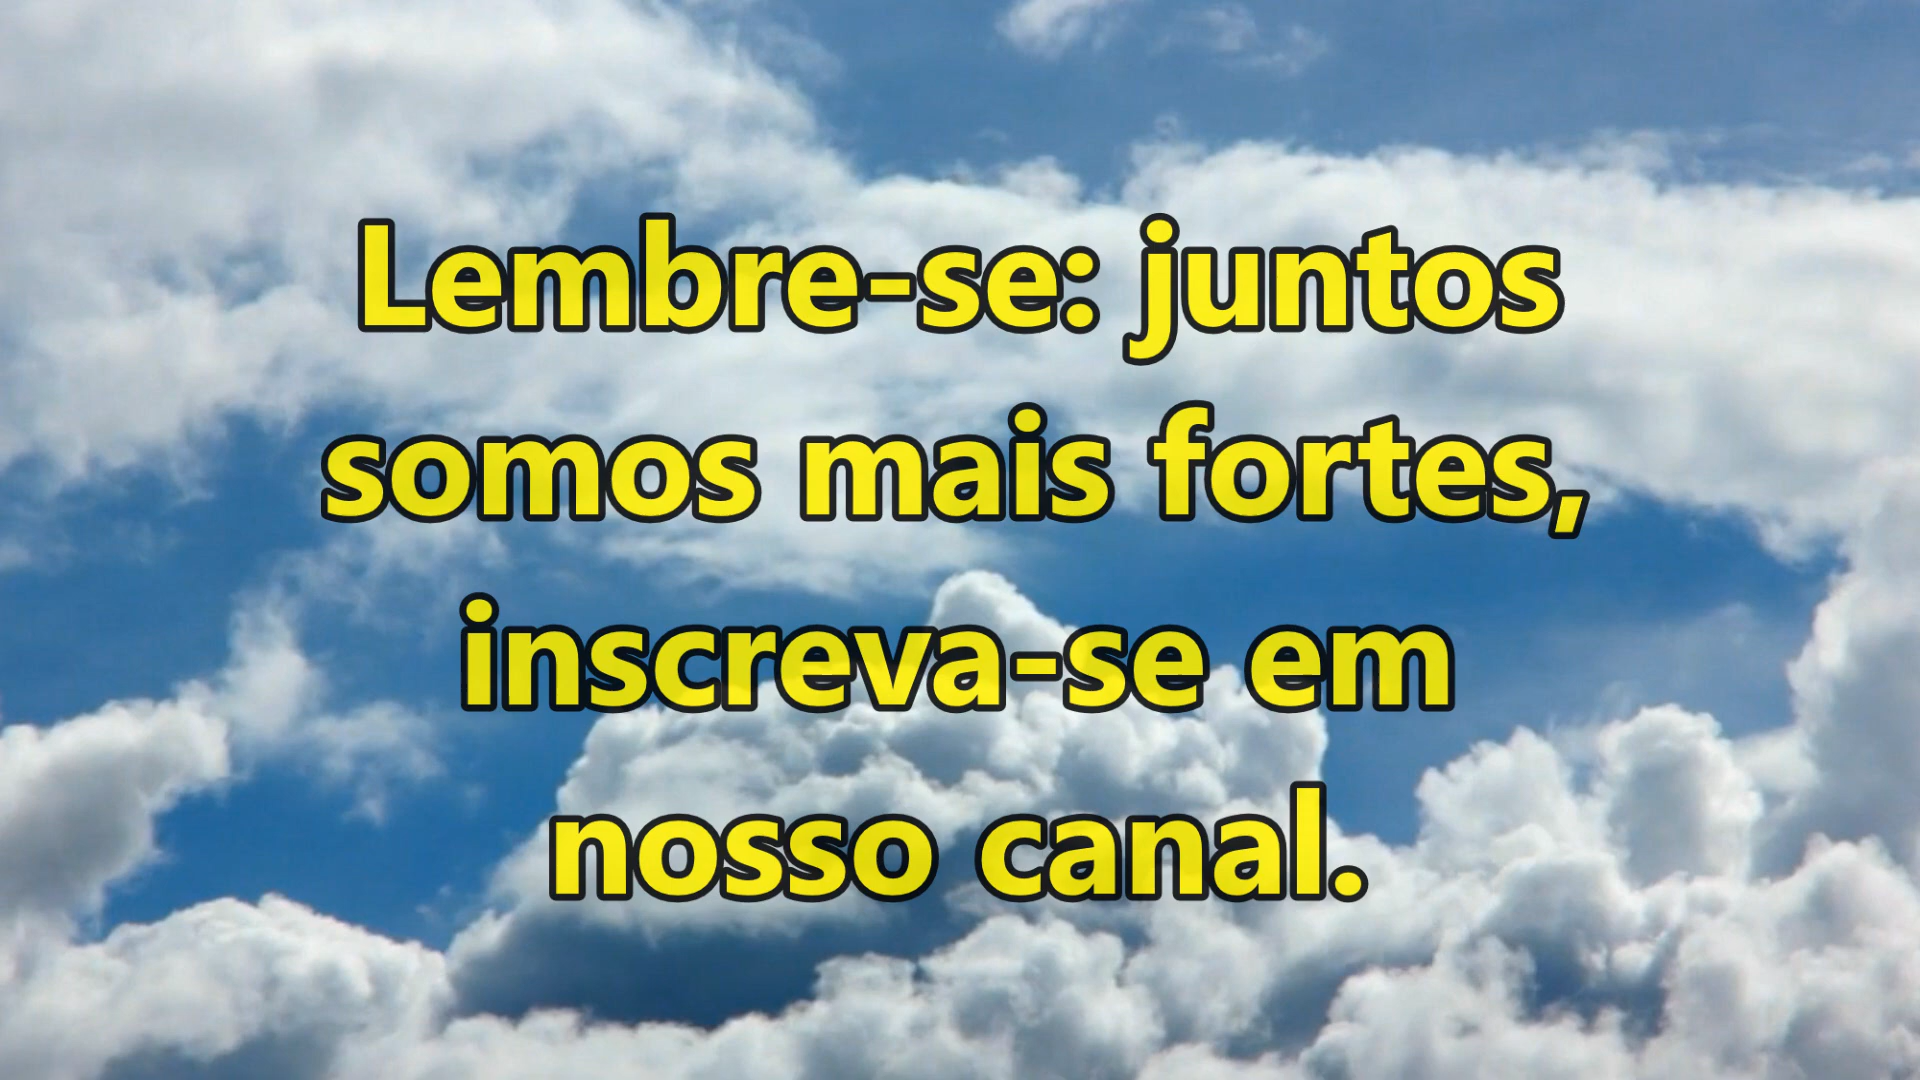 Lembre-se: juntos
somos mais fortes,
inscreva-se em
nosso canal.